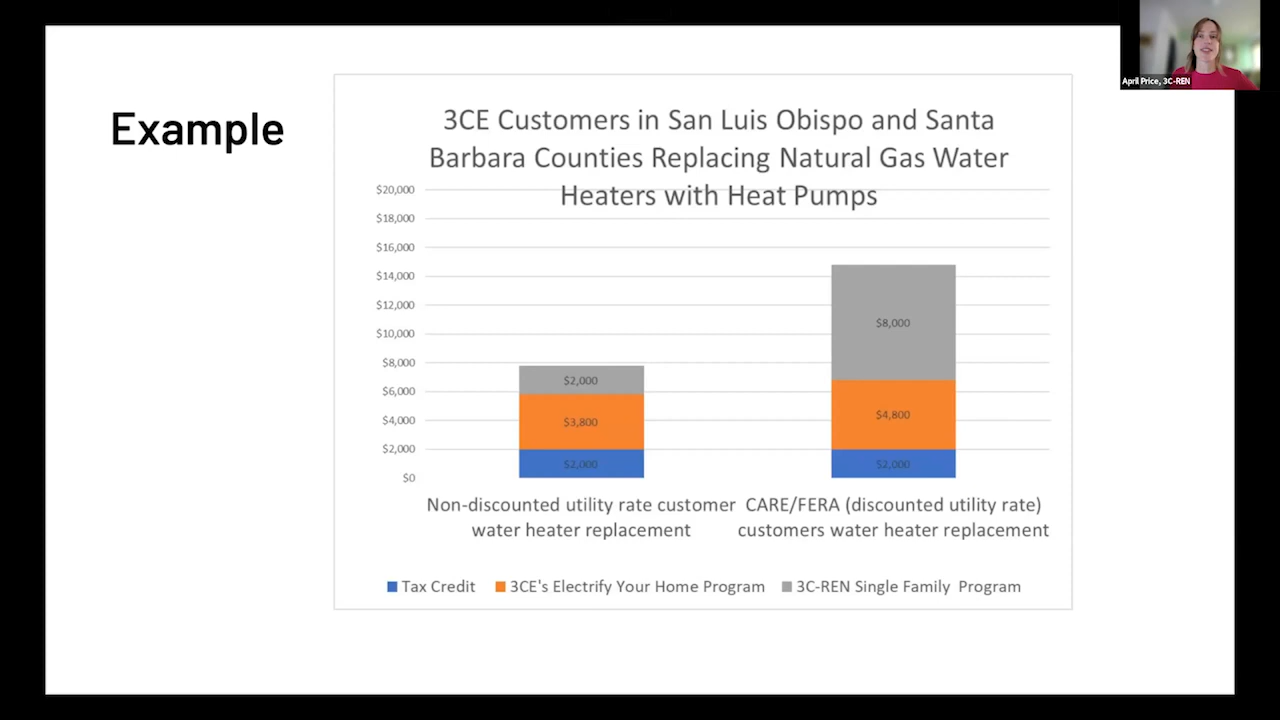 April Price, 3C-REN
Example
3CE Customers in San Luis Obispo and Santa
Barbara Counties Replacing Natural Gas Water
Heaters with Heat Pumps
$20,000
$18,000
$16,000
$14,000
$12,000
$10,000
$8,000
$6,000
$4,000
$2,000
$0
$2,000
$3,800
$2,000
$8,000
$4,800
$2,000
Non-discounted utility rate customer
water heater replacement
CARE/FERA (discounted utility rate)
customers water heater replacement
Tax Credit
3CE's Electrify Your Home Program
3C-REN Single Family Program